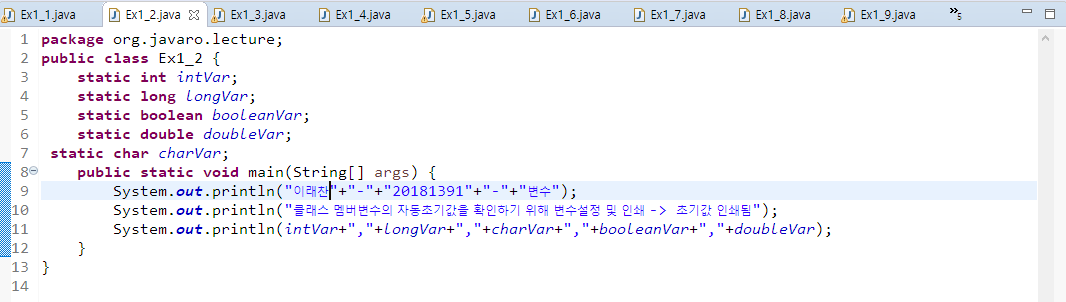 Ex1_1.java Ex1_2.java Ex1_3.java Ex1_4.java Ex1_5.java Ex1_6.java Ex1_7.java Ex1_8.java Ex1_9.java »5
1 package org.javaro.lecture;
2 public class Ex1_2 {
3     static int intVar;
4     static long longVar;
5     static boolean booleanVar;
6     static double doubleVar;
7  static char charVar;
8     public static void main(String[] args) {
9         System.out.println("이래찬"+"-"+"20181391"+"-"+"변수");
10         System.out.println("클래스 멤버변수의 자동초기값을 확인하기 위해 변수설정 및 인쇄 -> 초기값 인쇄됨");
11         System.out.println(intVar+","+longVar+","+charVar+","+booleanVar+","+doubleVar);
12     }
13 }
14